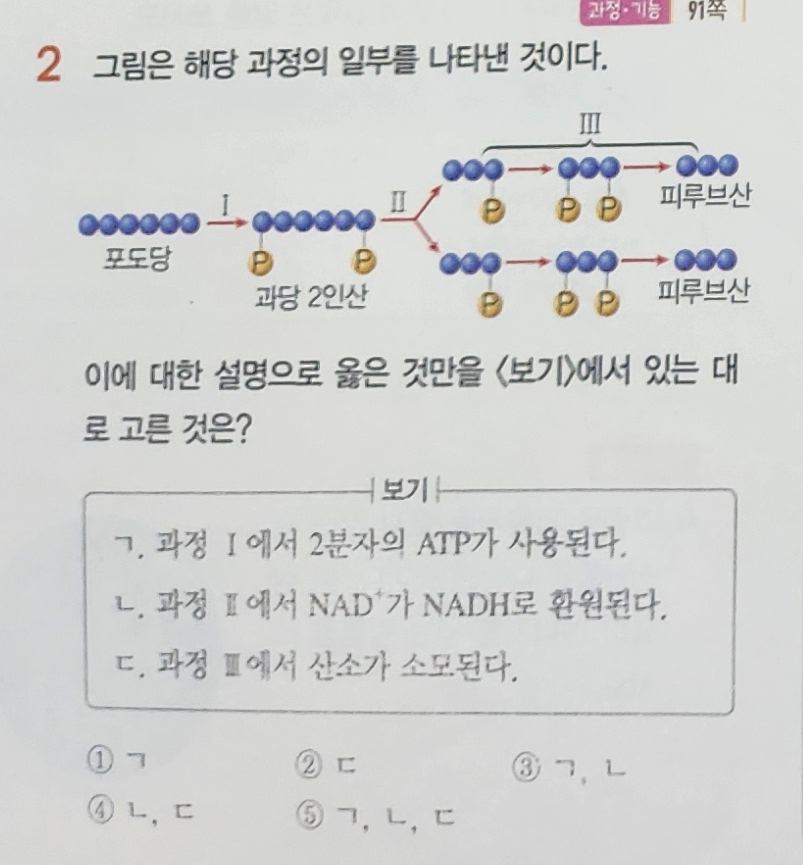 과정·기능 91쪽
2 그림은 해당 과정의 일부를 나타낸 것이다.
Ⅲ
Ⅰ Ⅱ
P P P
피루브산
포도당
P P
과당 2인산
P P P
피루브산
이에 대한 설명으로 옳은 것만을 〈보기〉에서 있는 대
로 고른 것은?
보기
ㄱ. 과정 Ⅰ에서 2분자의 ATP가 사용된다.
ㄴ. 과정 Ⅱ에서 NAD⁺가 NADH로 환원된다.
ㄷ. 과정 Ⅲ에서 산소가 소모된다.
① ㄱ ② ㄷ ③ ㄱ, ㄴ
④ ㄴ, ㄷ ⑤ ㄱ, ㄴ, ㄷ